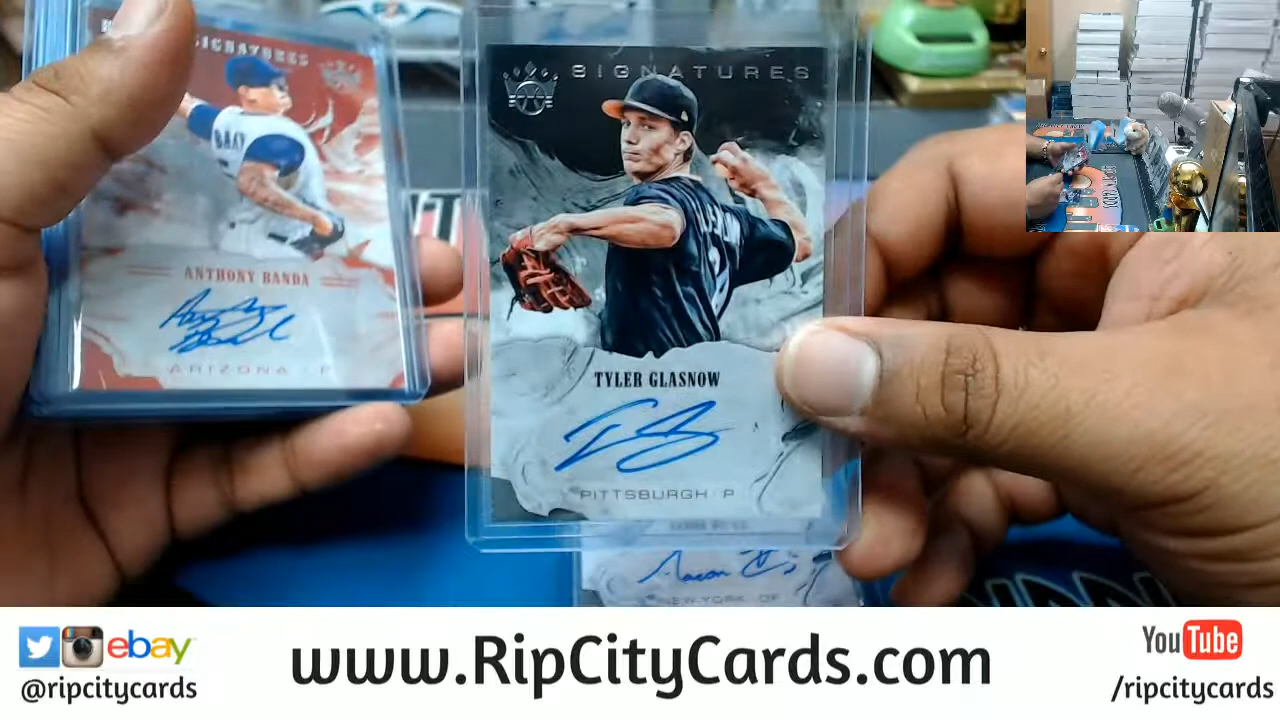 SIGNATURES
ANTHONY BANDA
ARIZONA P
SIGNATURES
TYLER GLASNOW
PITTSBURGH P
NEW YORK OF
ebay
@ripcitycards
www.RipCityCards.com
YouTube
/ripcitycards